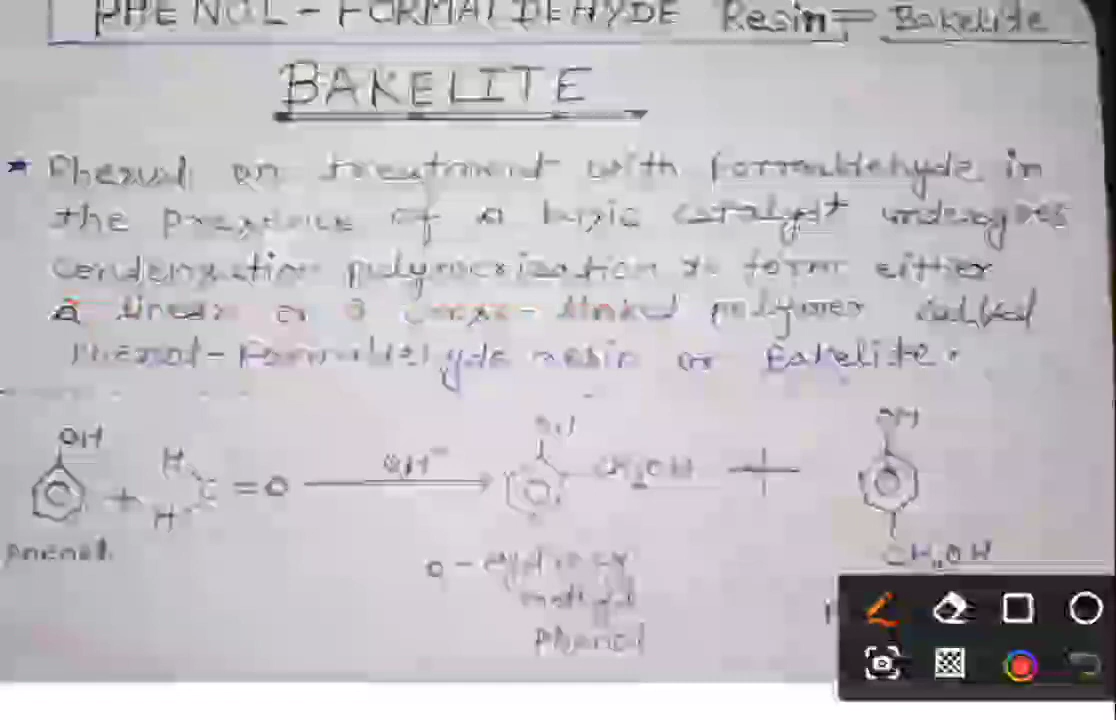 PHENOL - FORMALDEHYDE Resin = Bakelite
BAKELITE
* Phenol on treatment with formaldehyde in
the presence of a basic catalyst undergoes
condensation polymerization to form either
a linear or a cross-linked polymer called
Phenol-Formaldehyde resin or Bakelite.
OH OH OH
H
+ C=O OH⁻ CH₂OH +
H
Phenol CH₂OH
o-Hydroxy
methyl
Phenol